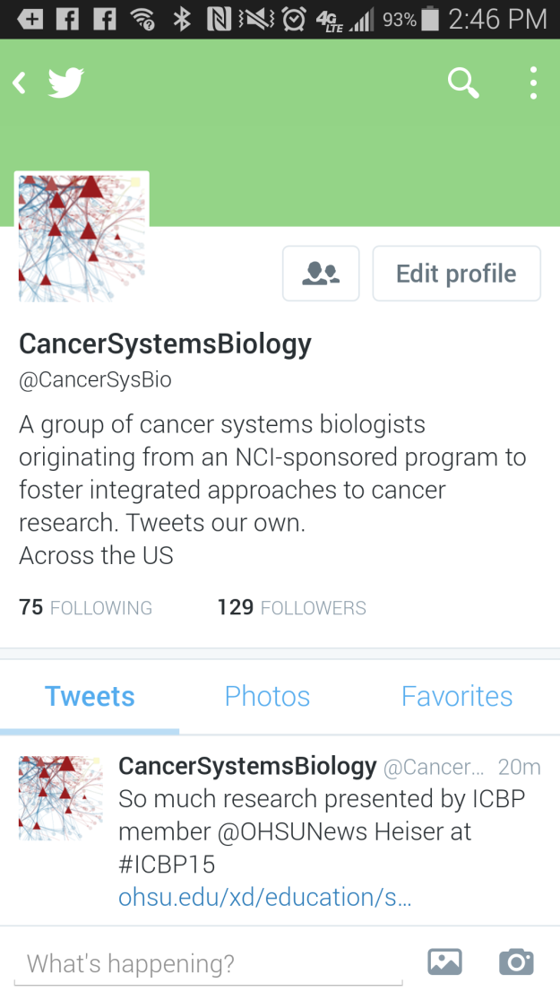 93% 2:46 PM
4G LTE
Edit profile
CancerSystemsBiology
@CancerSysBio
A group of cancer systems biologists
originating from an NCI-sponsored program to
foster integrated approaches to cancer
research. Tweets our own.
Across the US
75 FOLLOWING 129 FOLLOWERS
Tweets Photos Favorites
CancerSystemsBiology @Cancer... 20m
So much research presented by ICBP
member @OHSUNews Heiser at
#ICBP15
ohsu.edu/xd/education/s...
What's happening?